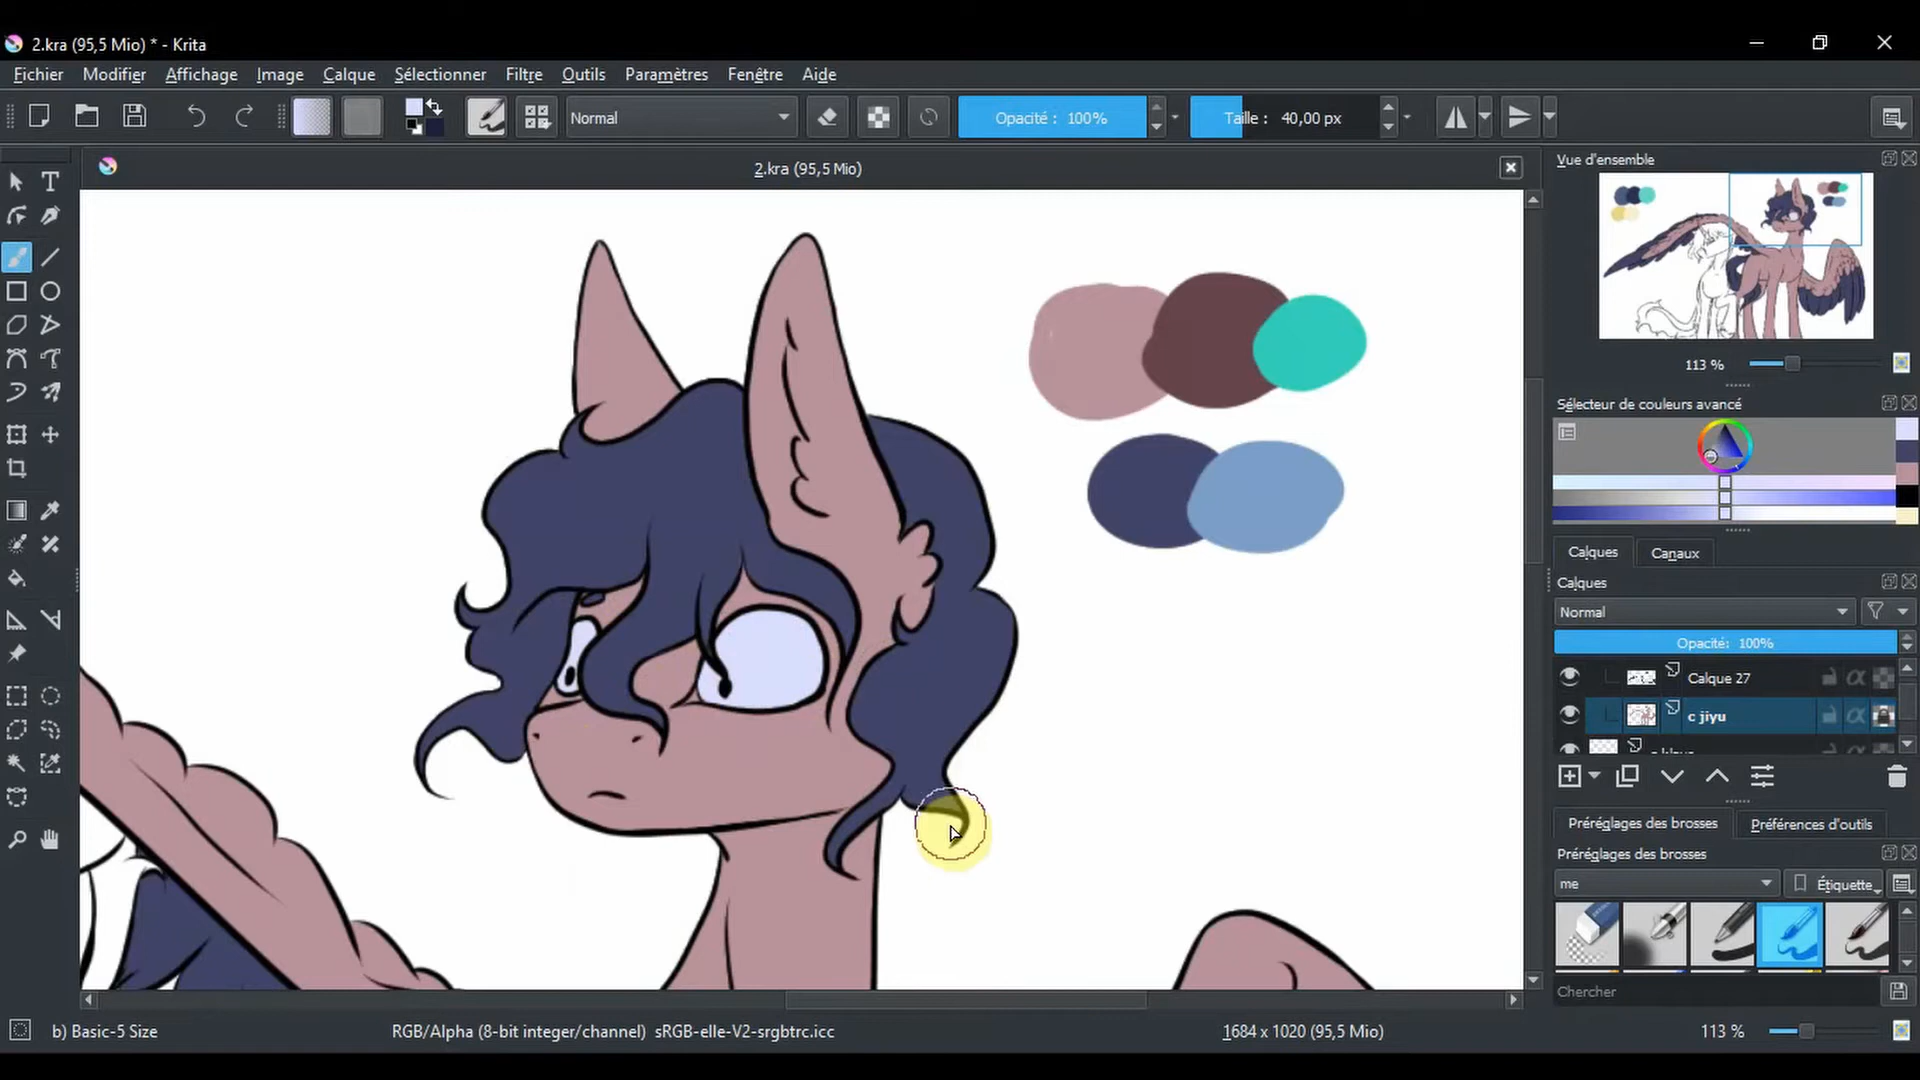 2.kra (95,5 Mio) * - Krita
Fichier Modifier Affichage Image Calque Sélectionner Filtre Outils Paramètres Fenêtre Aide
Normal Opacité : 100% Taille : 40,00 px
2.kra (95,5 Mio)
Vue d'ensemble
113 %
Sélecteur de couleurs avancé
Calques Canaux
Calques
Normal
Opacité: 100%
Calque 27
c jiyu
Préréglages des brosses Préférences d'outils
Préréglages des brosses
me Étiquette
Chercher
b) Basic-5 Size RGB/Alpha (8-bit integer/channel) sRGB-elle-V2-srgbtrc.icc 1684 x 1020 (95,5 Mio) 113 %